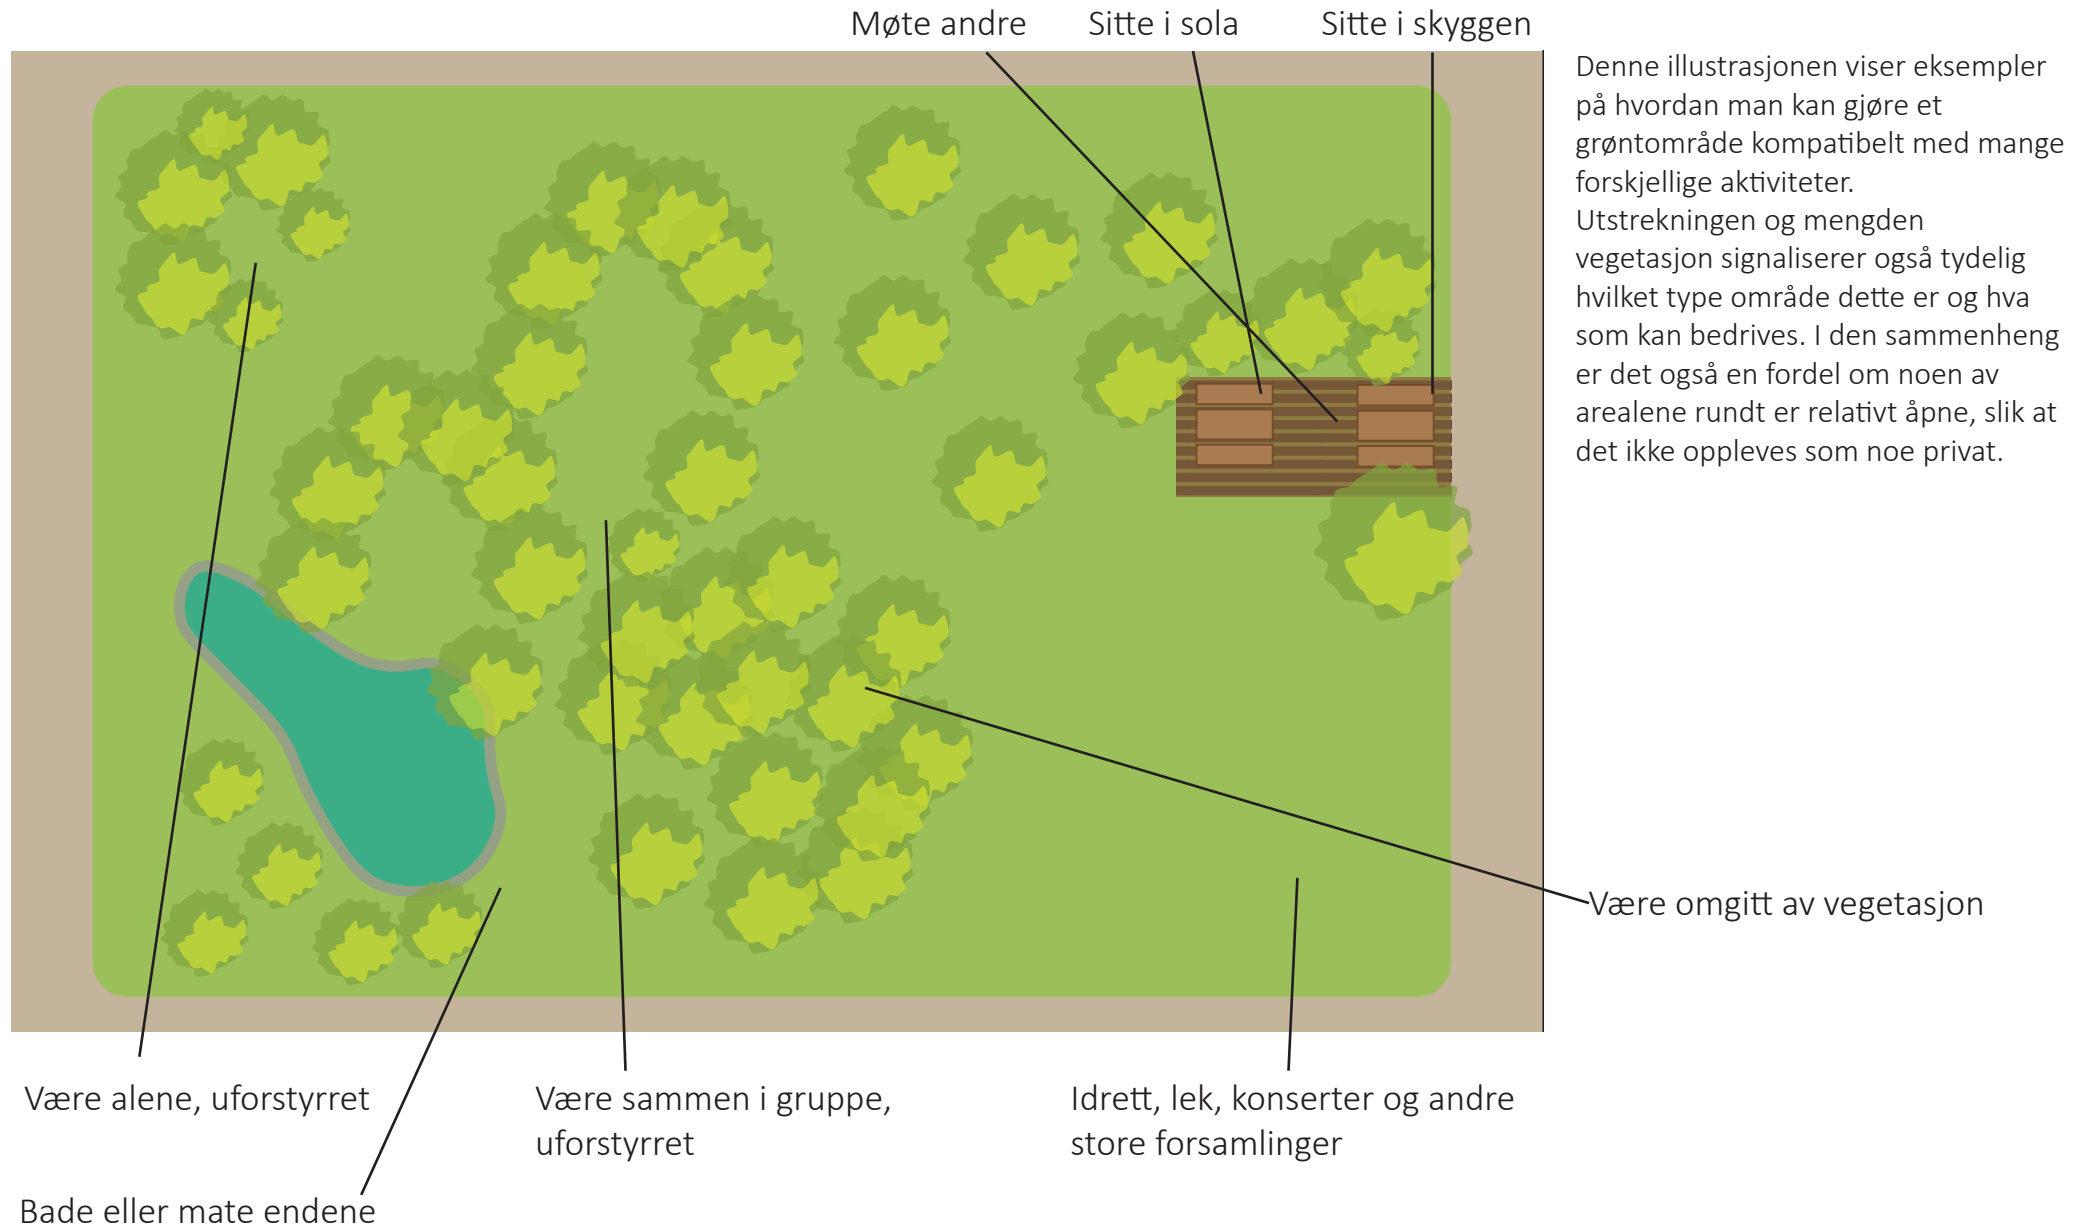 Møte andre
Sitte i sola
Sitte i skyggen
Denne illustrasjonen viser eksempler
på hvordan man kan gjøre et
grøntområde kompatibelt med mange
forskjellige aktiviteter.
Utstrekningen og mengden
vegetasjon signaliserer også tydelig
hvilket type område dette er og hva
som kan bedrives. I den sammenheng
er det også en fordel om noen av
arealene rundt er relativt åpne, slik at
det ikke oppleves som noe privat.
Være omgitt av vegetasjon
Være alene, uforstyrret
Være sammen i gruppe,
uforstyrret
Idrett, lek, konserter og andre
store forsamlinger
Bade eller mate endene